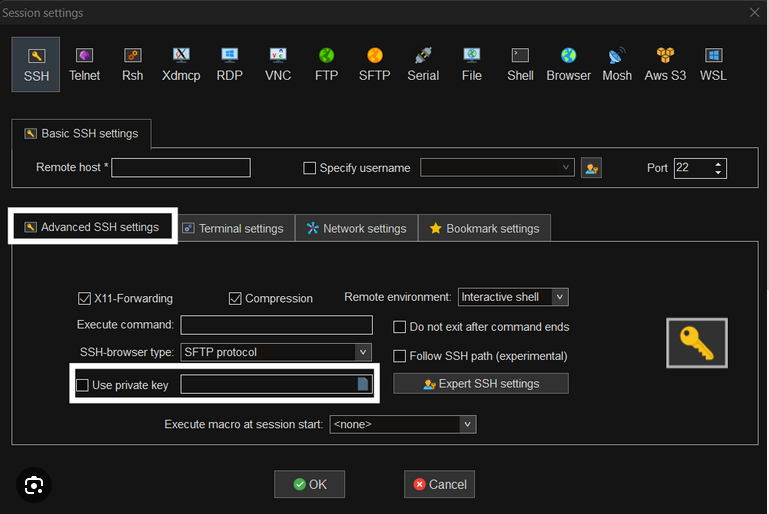 Session settings
SSH Telnet Rsh Xdmcp RDP VNC FTP SFTP Serial File Shell Browser Mosh Aws S3 WSL
Basic SSH settings
Remote host * Specify username Port 22
Advanced SSH settings Terminal settings Network settings Bookmark settings
X11-Forwarding Compression Remote environment: Interactive shell
Execute command: Do not exit after command ends
SSH-browser type: SFTP protocol Follow SSH path (experimental)
Use private key Expert SSH settings
Execute macro at session start: <none>
OK Cancel